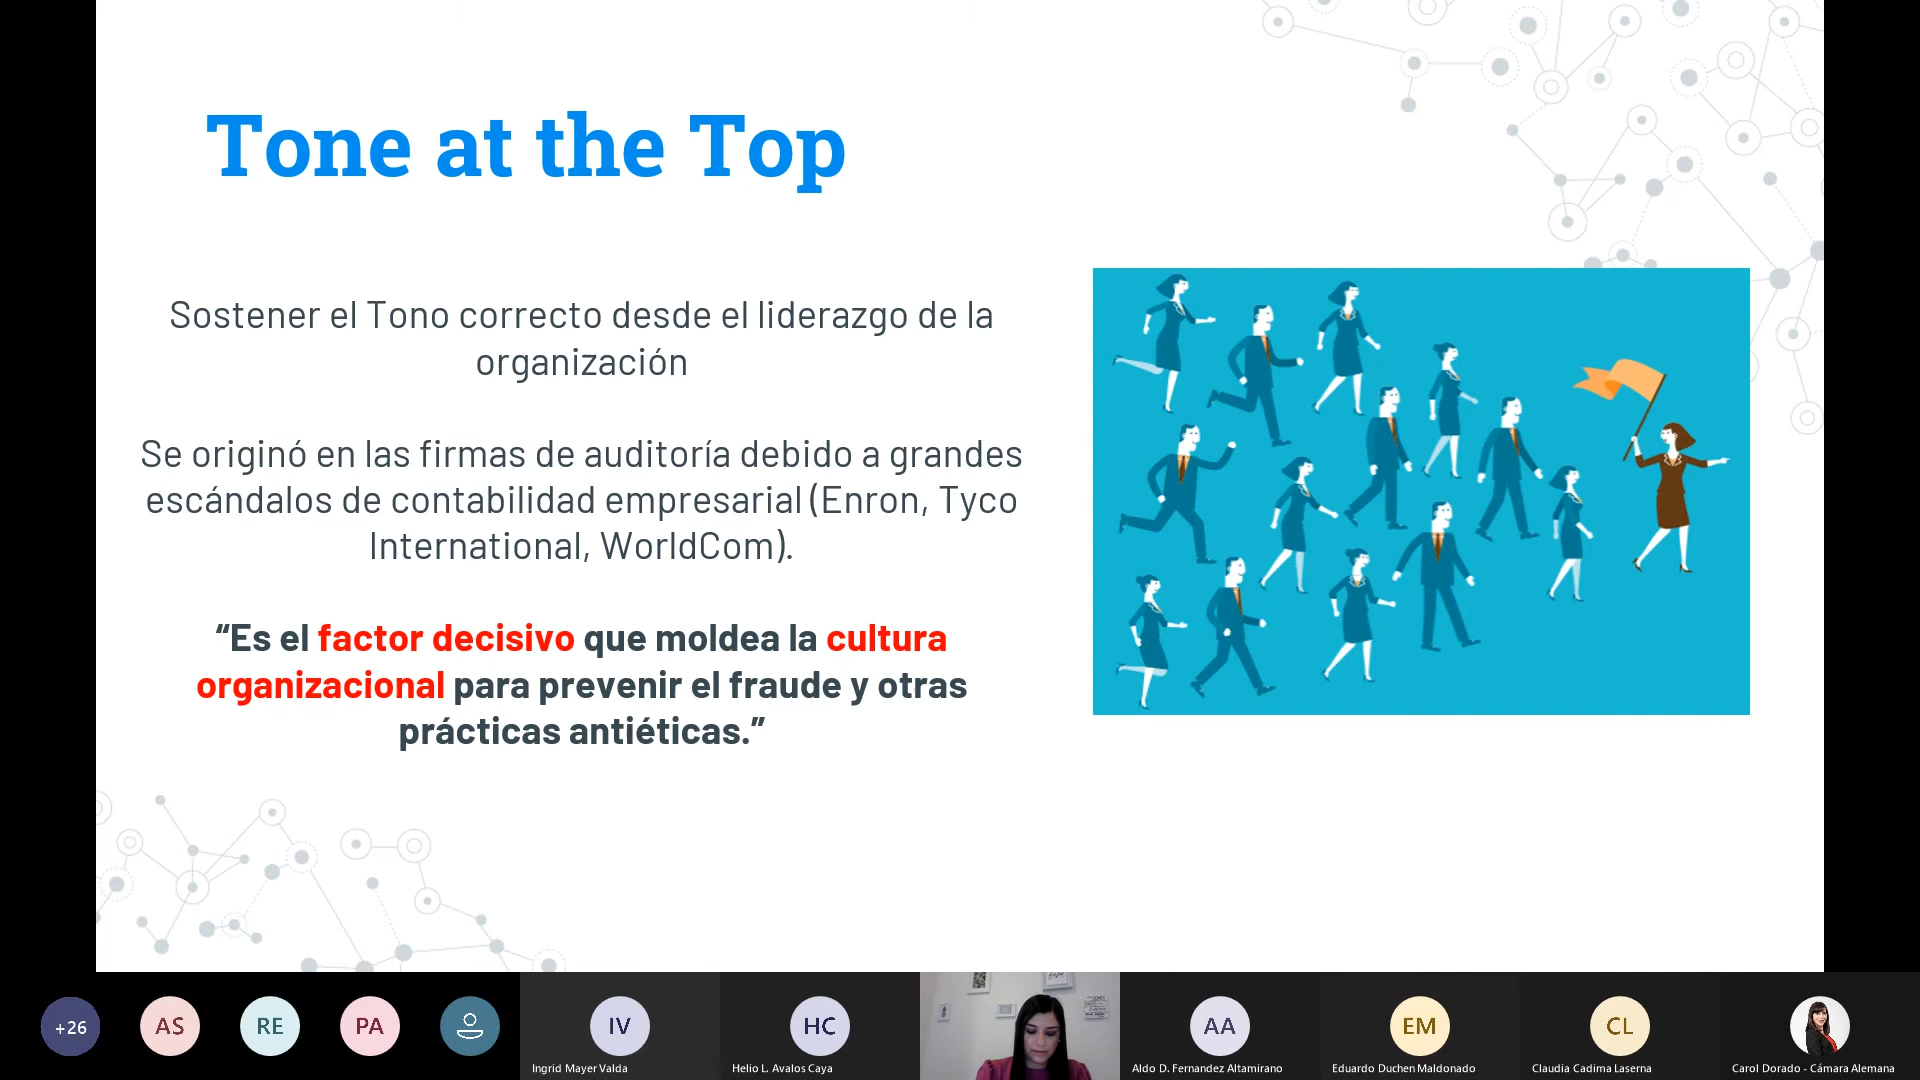 Tone at the Top
Sostener el Tono correcto desde el liderazgo de la
organización
Se originó en las firmas de auditoría debido a grandes
escándalos de contabilidad empresarial (Enron, Tyco
International, WorldCom).
“Es el factor decisivo que moldea la cultura
organizacional para prevenir el fraude y otras
prácticas antiéticas.”
+26
AS
RE
PA
IV
Ingrid Mayer Valda
HC
Helio L. Avalos Caya
AA
Aldo D. Fernandez Altamirano
EM
Eduardo Duchen Maldonado
CL
Claudia Cadima Laserna
Carol Dorado - Cámara Alemana